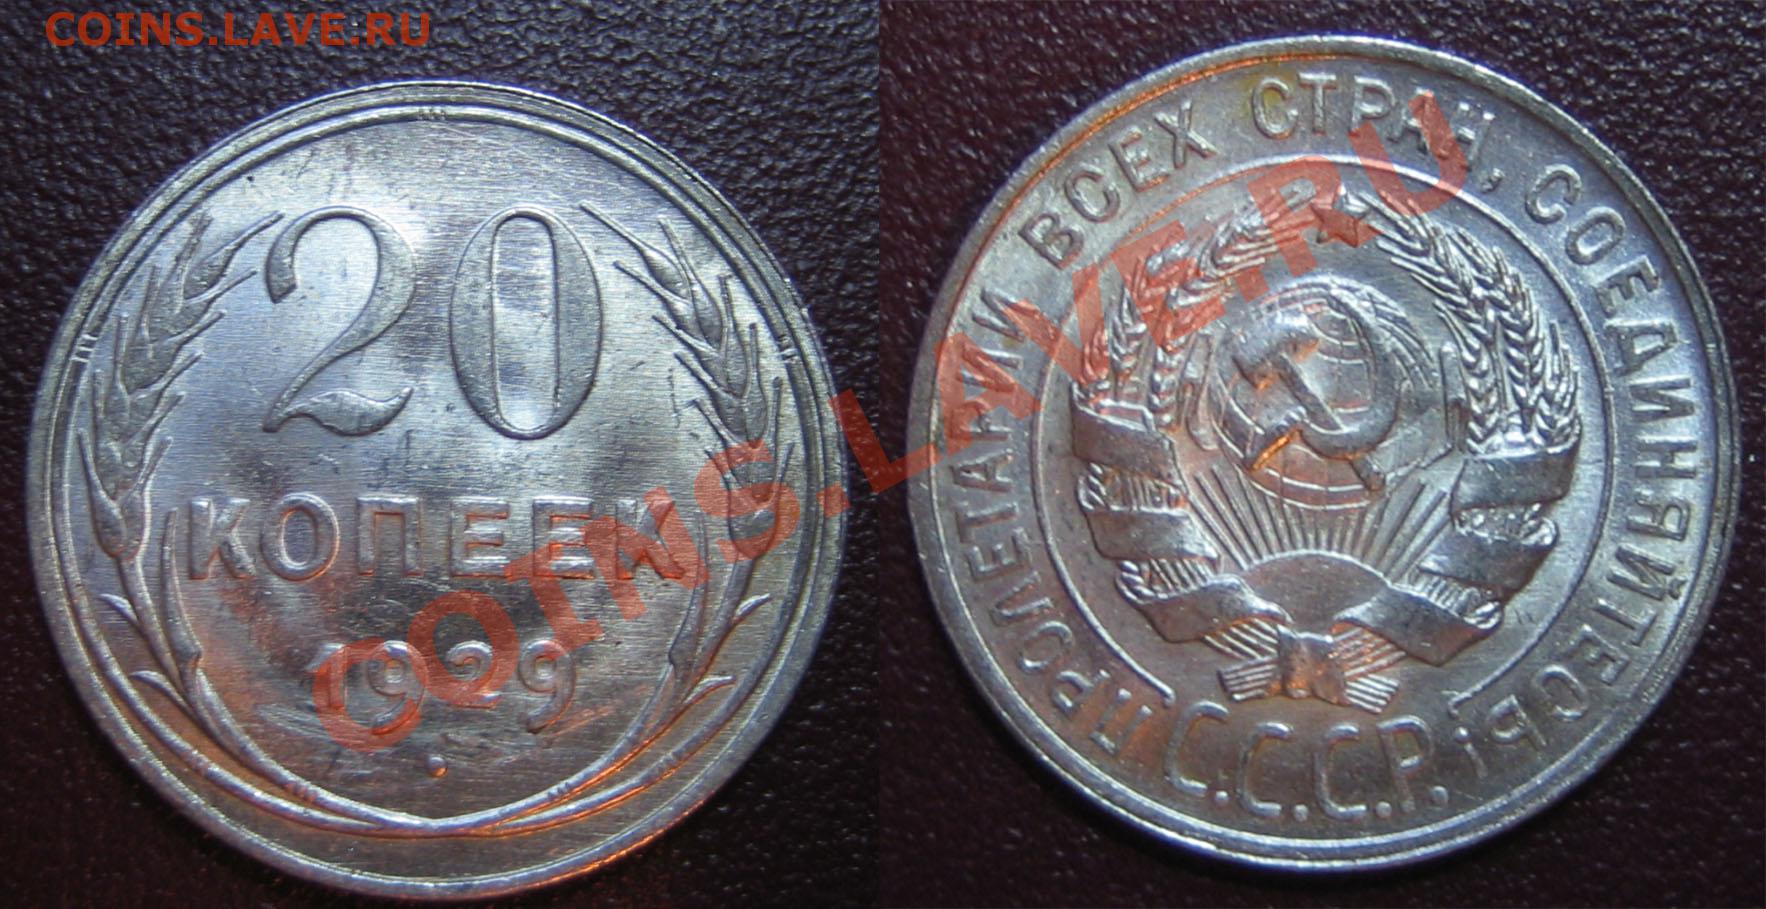 COINS.LAVE.RU
20
КОПЕЕК
1929
COINS.LAVE.RU
ПРОЛЕТАРИИ ВСЕХ СТРАН, СОЕДИНЯЙТЕСЬ!
С.С.С.Р.